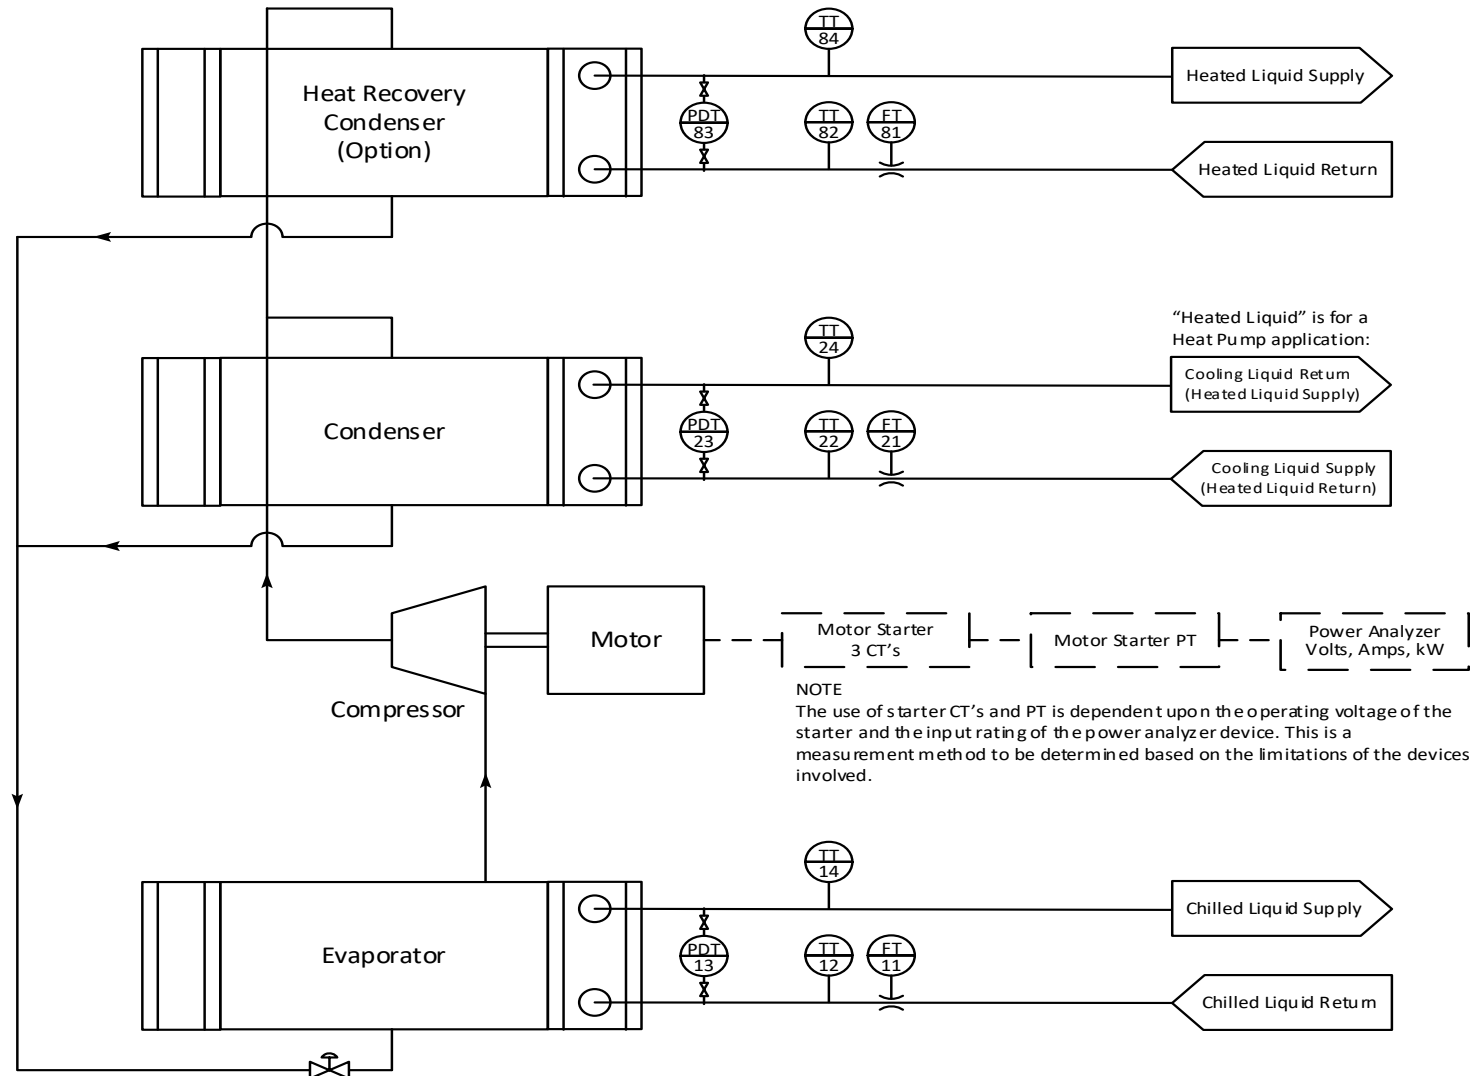 TT
84
Heated Liquid Supply
Heat Recovery
Condenser
(Option)
PDT
83
TT
82
FT
81
Heated Liquid Return
TT
24
“Heated Liquid” is for a
Heat Pump application:
Cooling Liquid Return
(Heated Liquid Supply)
Condenser
PDT
23
TT
22
FT
21
Cooling Liquid Supply
(Heated Liquid Return)
Compressor
Motor
Motor Starter
3 CT’s
Motor Starter PT
Power Analyzer
Volts, Amps, kW
NOTE
The use of starter CT’s and PT is dependent upon the operating voltage of the
starter and the input rating of the power analyzer device. This is a
measurement method to be determined based on the limitations of the devices
involved.
TT
14
Chilled Liquid Supply
Evaporator
PDT
13
TT
12
FT
11
Chilled Liquid Return